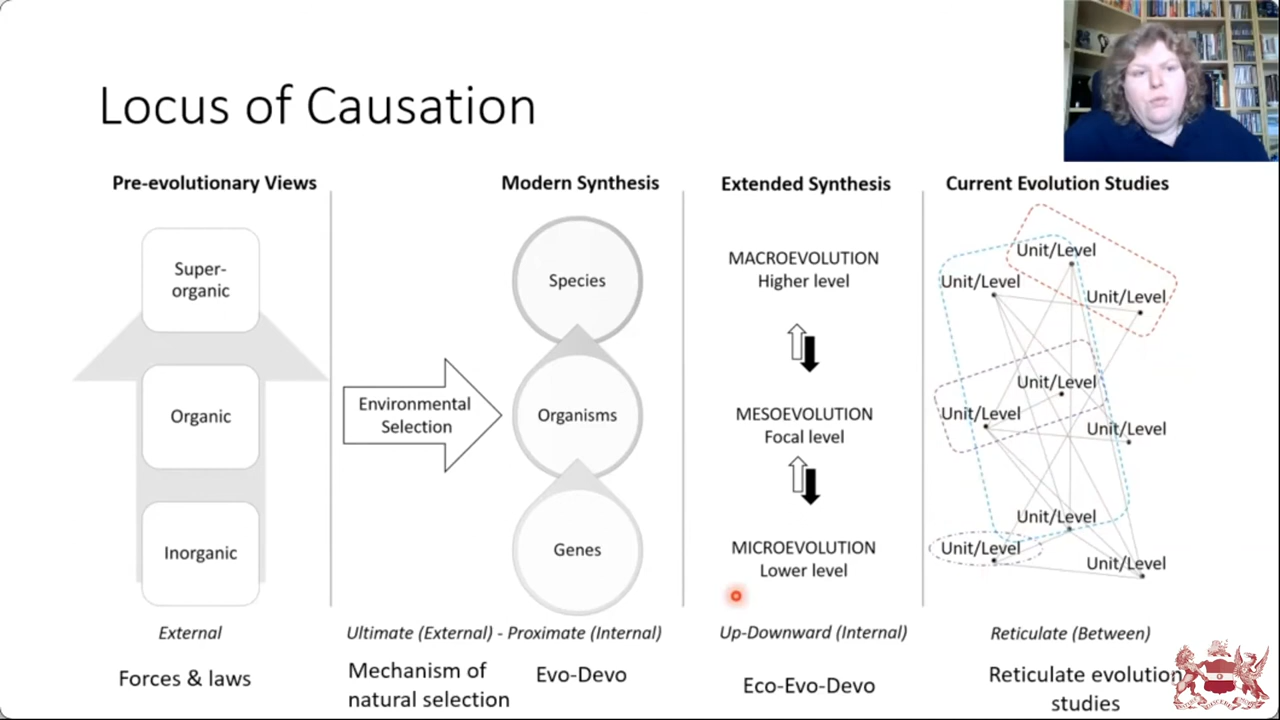 Locus of Causation
Pre-evolutionary Views
Super-
organic
Organic
Inorganic
External
Forces & laws
Modern Synthesis
Environmental
Selection
Species
Organisms
Genes
Ultimate (External) - Proximate (Internal)
Mechanism of
natural selection
Evo-Devo
Extended Synthesis
MACROEVOLUTION
Higher level
MESOEVOLUTION
Focal level
MICROEVOLUTION
Lower level
Up-Downward (Internal)
Eco-Evo-Devo
Current Evolution Studies
Unit/Level
Unit/Level
Unit/Level
Unit/Level
Unit/Level
Unit/Level
Unit/Level
Unit/Level
Unit/Level
Reticulate (Between)
Reticulate evolution
studies